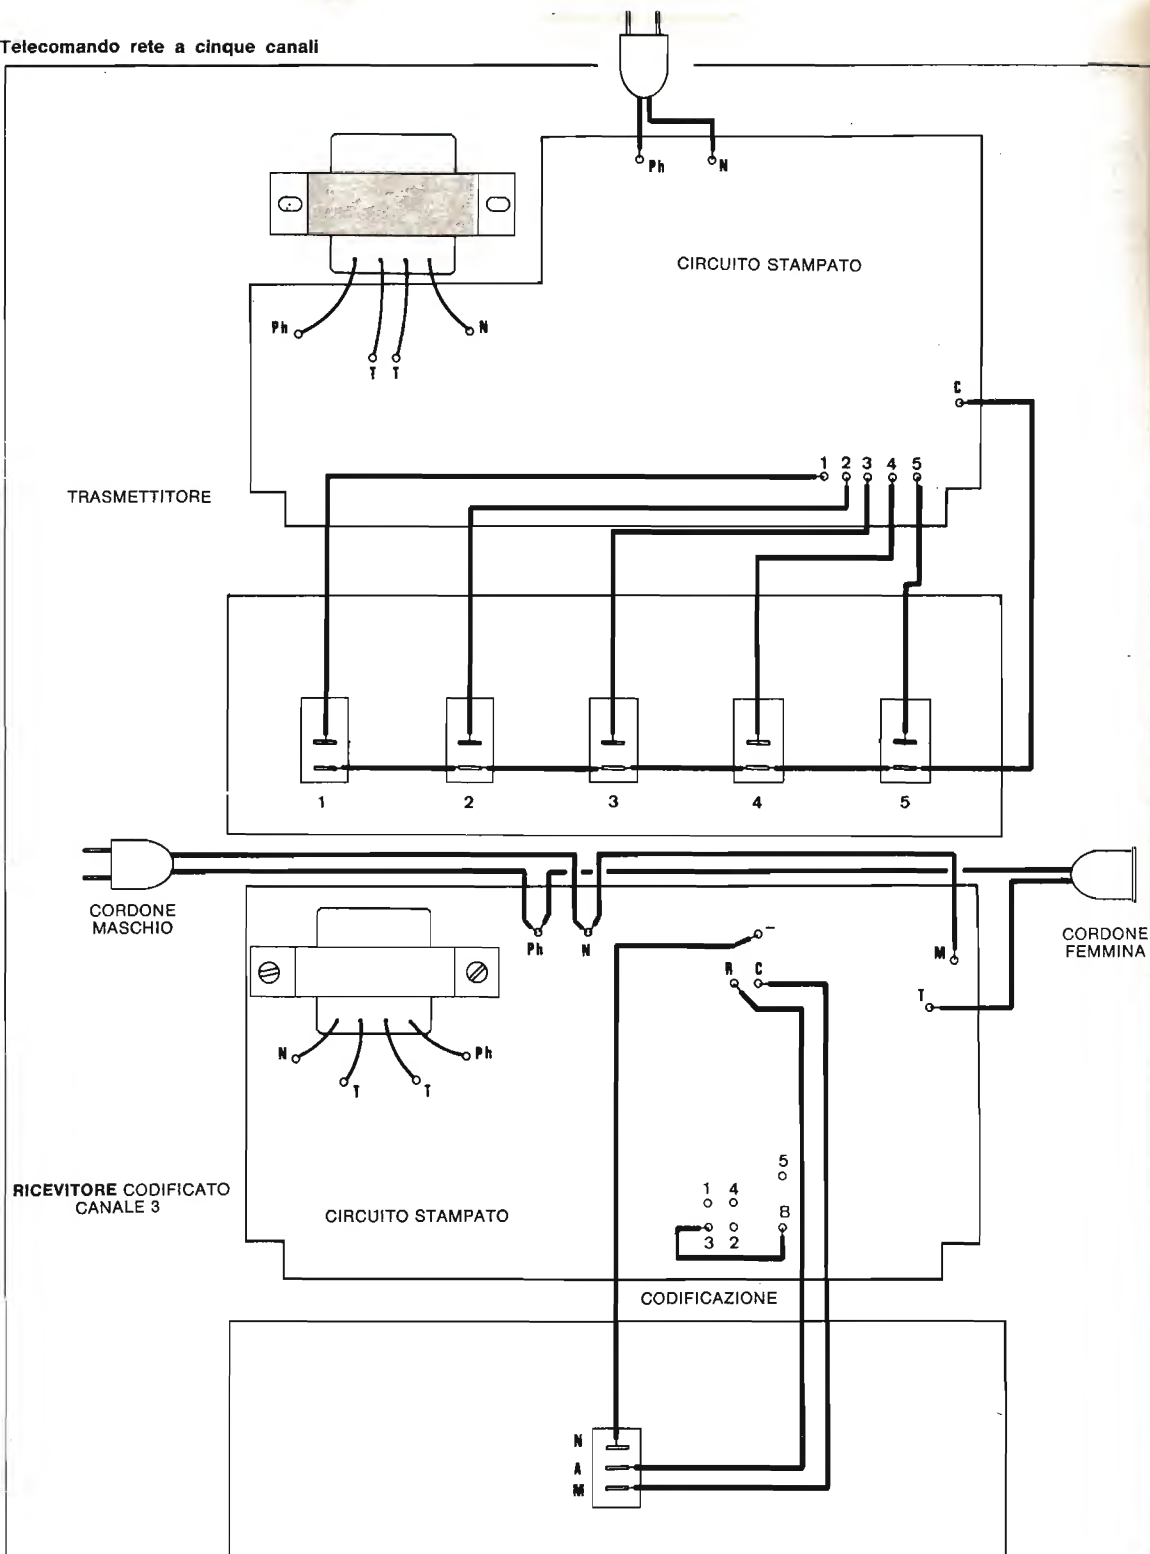 Telecomando rete a cinque canali
Ph N
CIRCUITO STAMPATO
Ph N
T T
C
1 2 3 4 5
TRASMETTITORE
1 2 3 4 5
CORDONE
MASCHIO
Ph N
-
M
CORDONE
FEMMINA
R C
T
N Ph
T T
5
RICEVITORE CODIFICATO
CANALE 3
1 4
8
CIRCUITO STAMPATO
3 2
CODIFICAZIONE
N
A
M